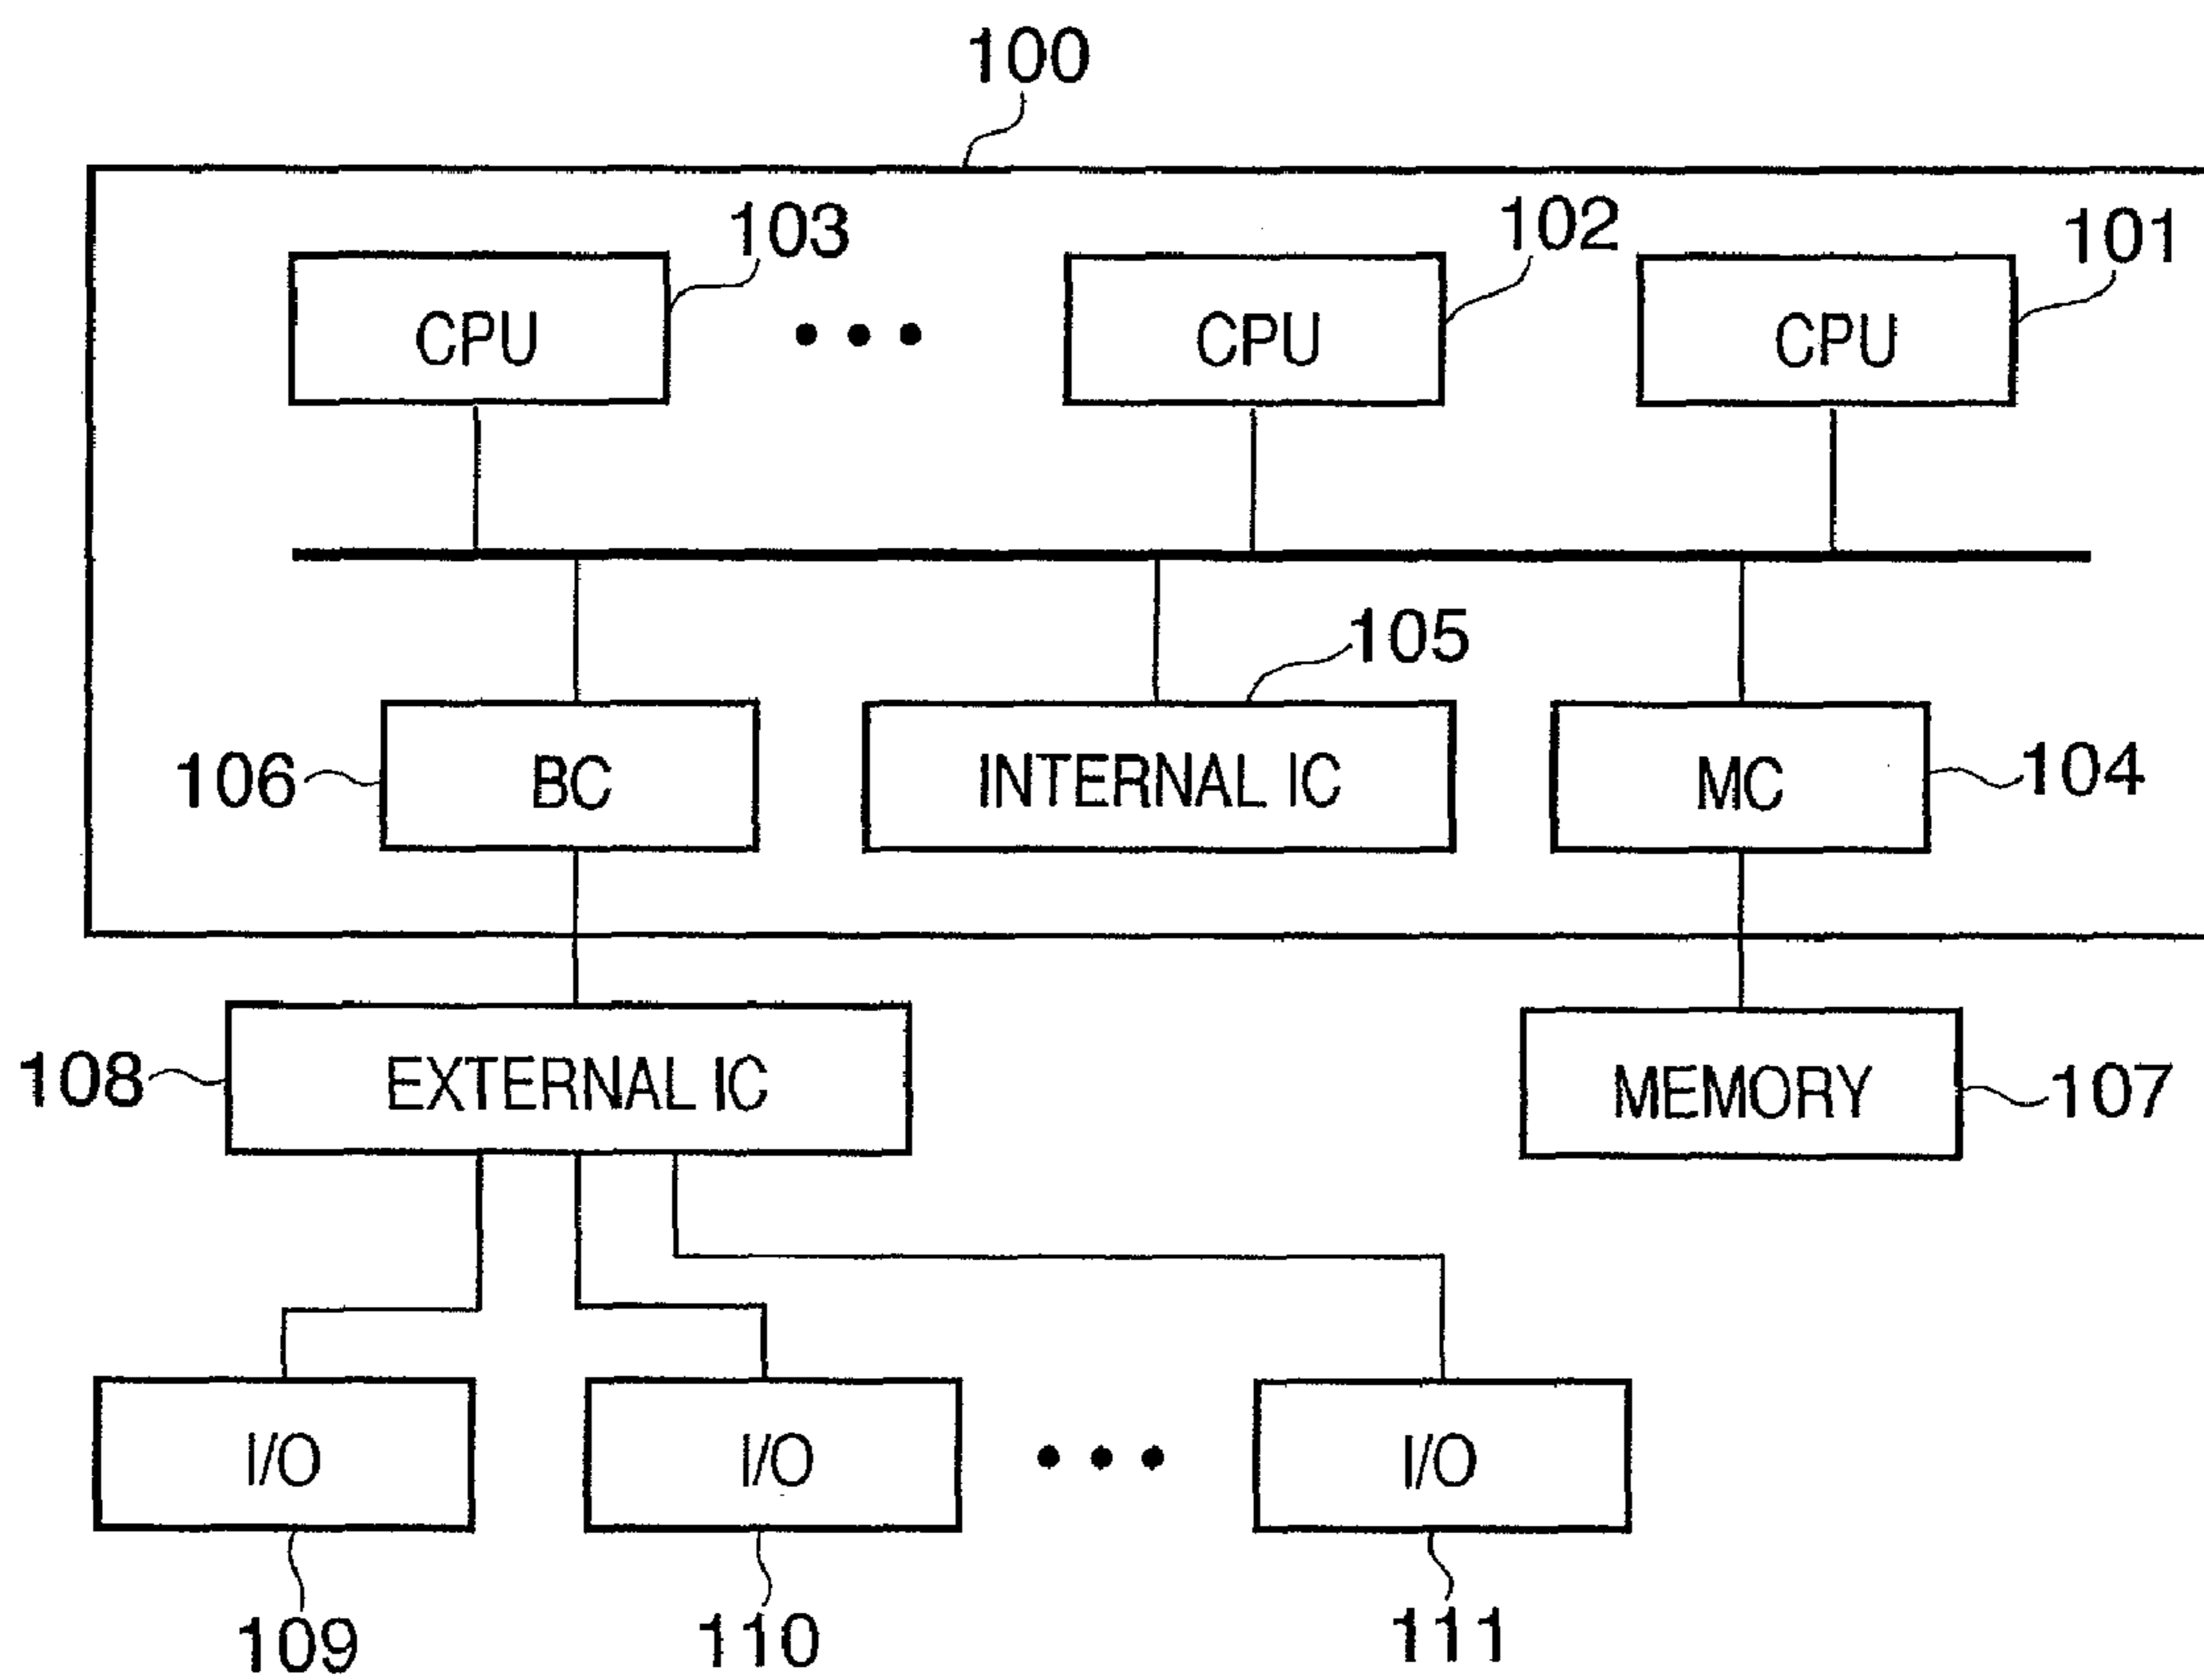 100
103
102
101
CPU
CPU
CPU
105
106
BC
INTERNAL IC
MC
104
108
EXTERNAL IC
MEMORY
107
I/O
I/O
I/O
109
110
111